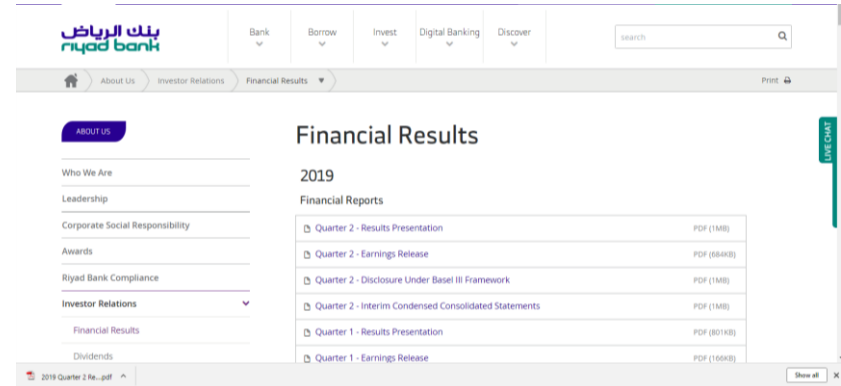 بنك الرياض
riyad bank
Bank
Borrow
Invest
Digital Banking
Discover
search
About Us
Investor Relations
Financial Results
Print
ABOUT US
Who We Are
Leadership
Corporate Social Responsibility
Awards
Riyad Bank Compliance
Investor Relations
Financial Results
Dividends
Financial Results
2019
Financial Reports
Quarter 2 - Results Presentation PDF (1MB)
Quarter 2 - Earnings Release PDF (684KB)
Quarter 2 - Disclosure Under Basel III Framework PDF (1MB)
Quarter 2 - Interim Condensed Consolidated Statements PDF (1MB)
Quarter 1 - Results Presentation PDF (801KB)
Quarter 1 - Earnings Release PDF (166KB)
LIVE CHAT
2019 Quarter 2 Re....pdf
Show all